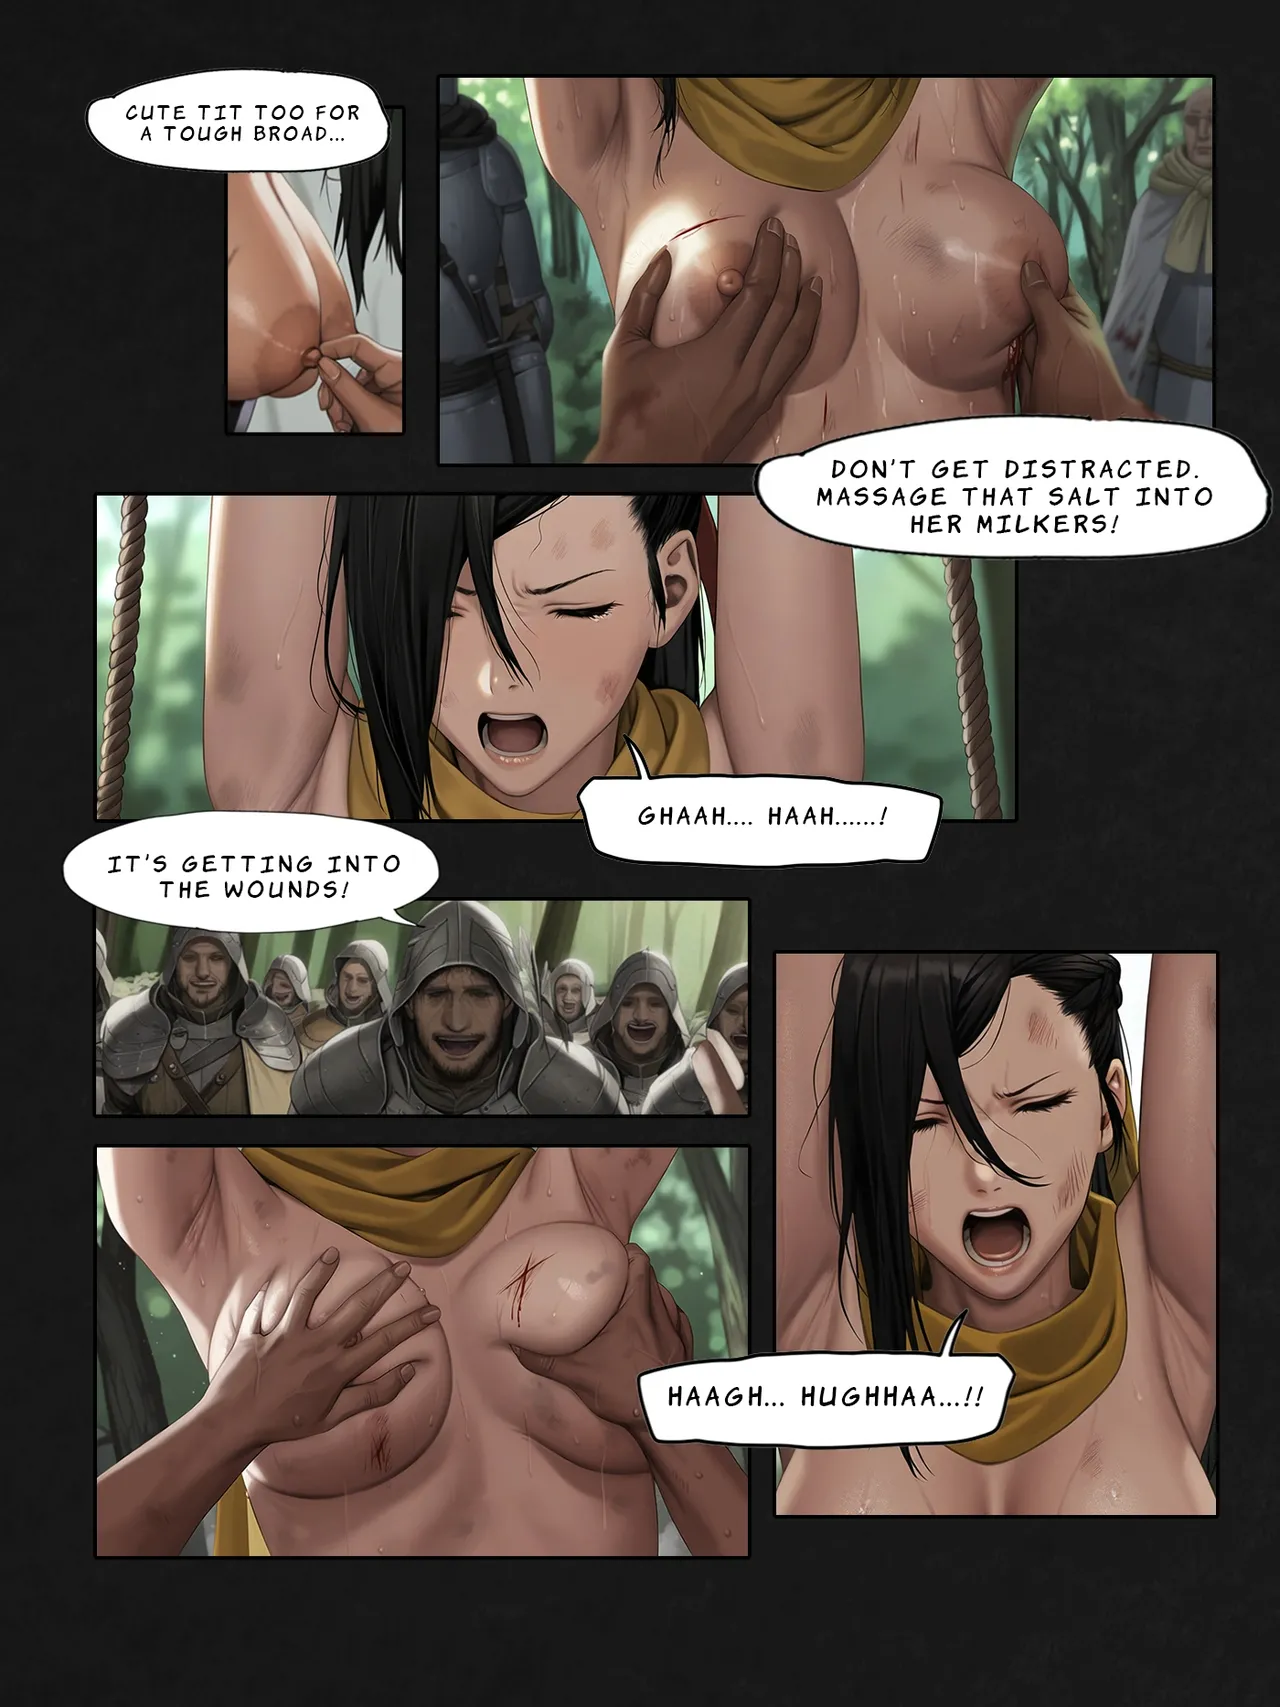 CUTE TIT TOO FOR
A TOUGH BROAD...
DON'T GET DISTRACTED.
MASSAGE THAT SALT INTO
HER MILKERS!
GHAAH.... HAAH......!
IT'S GETTING INTO
THE WOUNDS!
HAAGH... HUGHHAA...!!